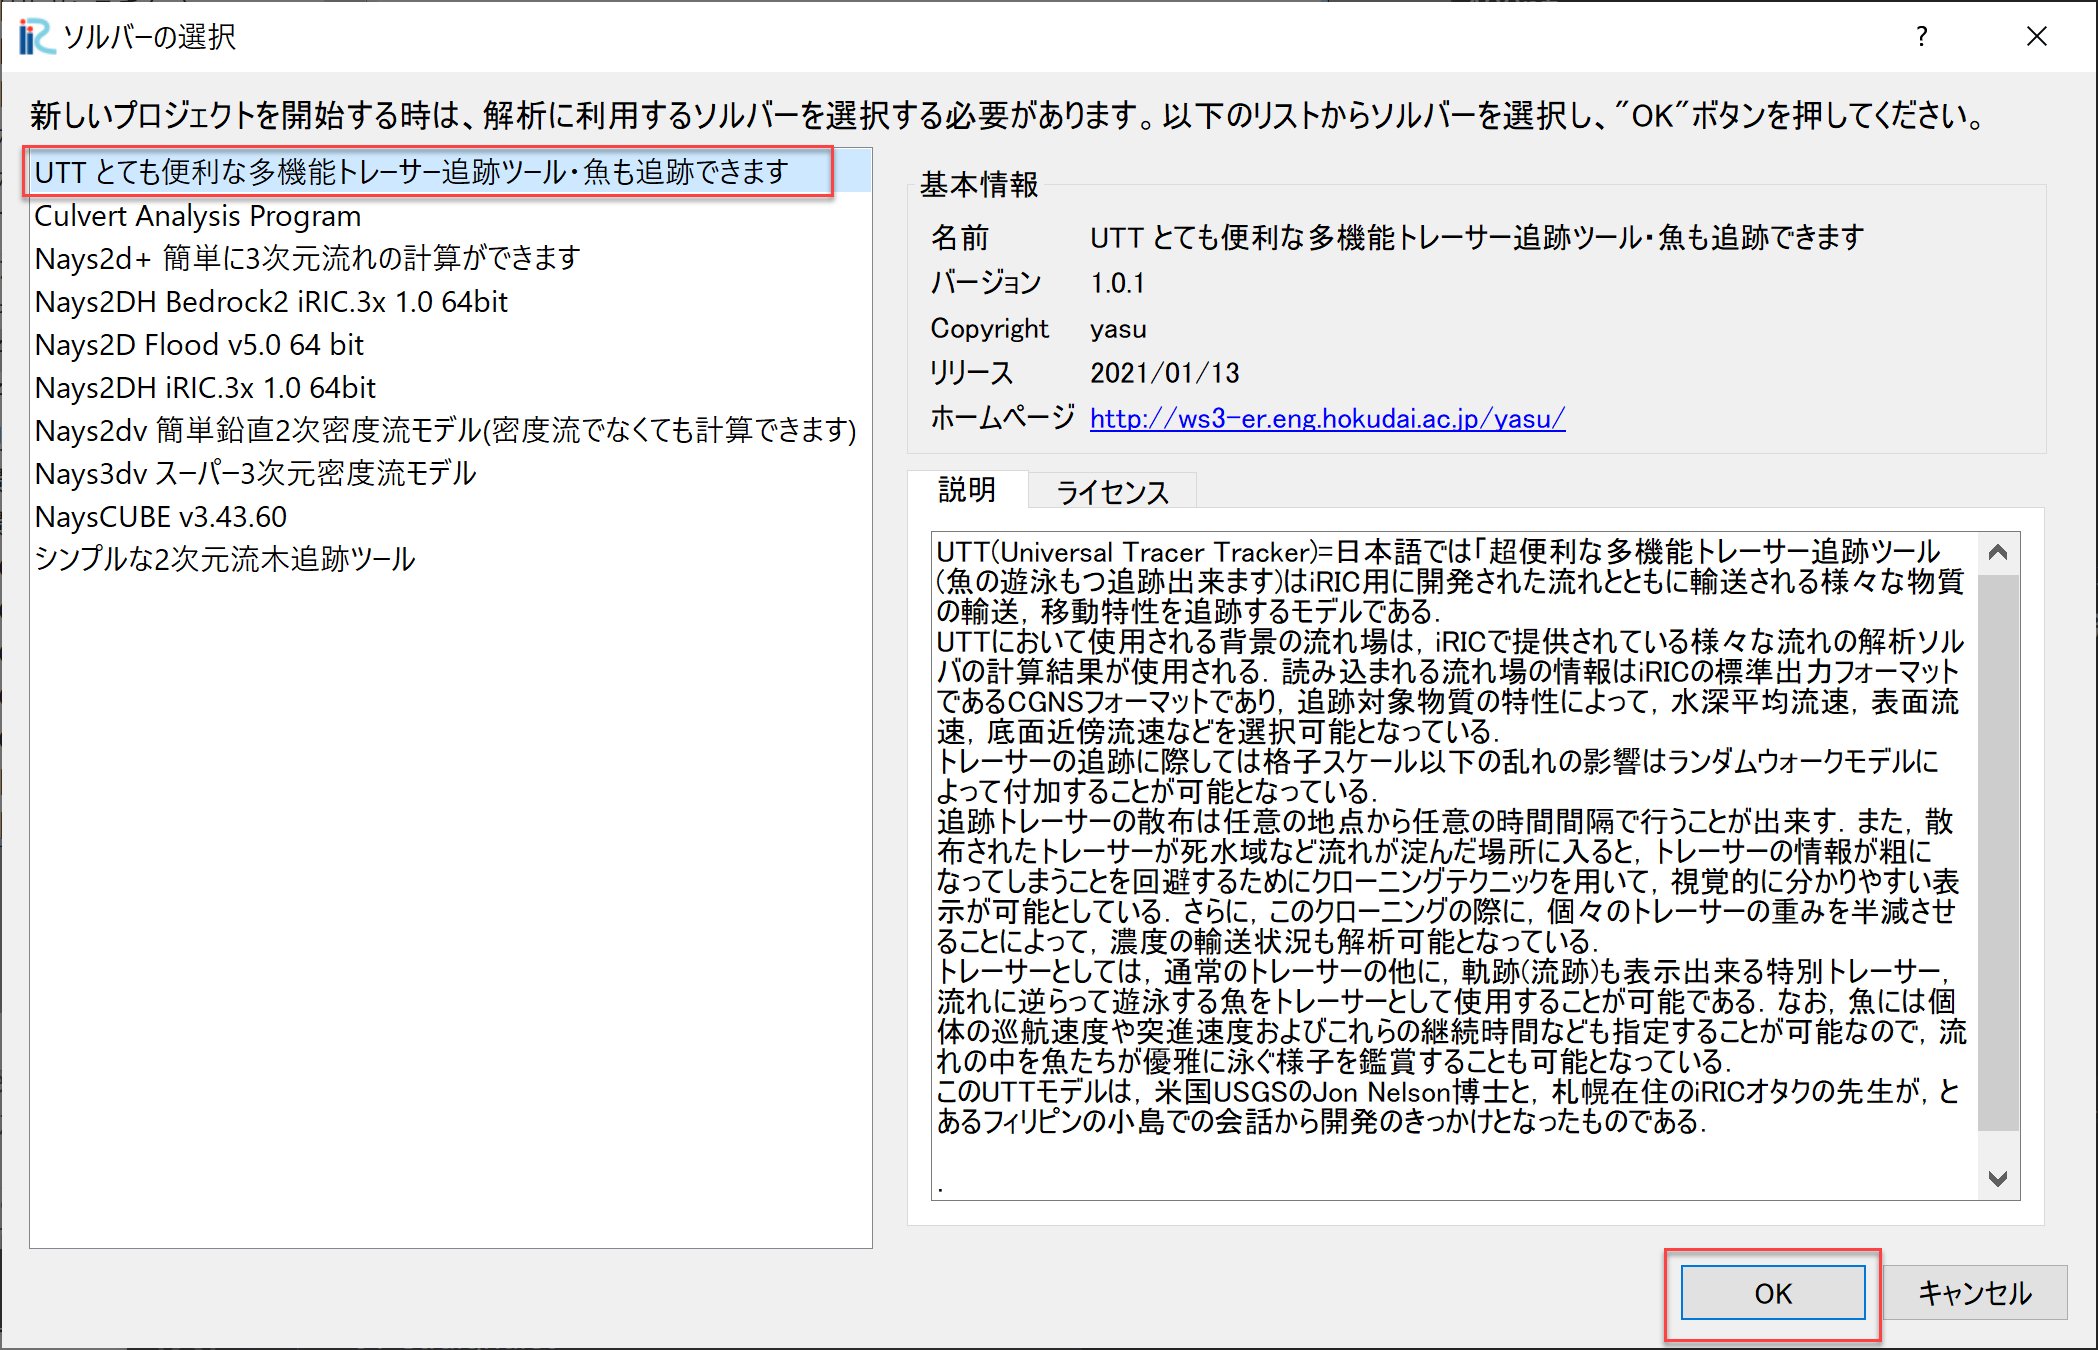 ソルバーの選択
新しいプロジェクトを開始する時は、解析に利用するソルバーを選択する必要があります。以下のリストからソルバーを選択し、"OK"ボタンを押してください。
UTT とても便利な多機能トレーサー追跡ツール・魚も追跡できます
Culvert Analysis Program
Nays2d+ 簡単に3次元流れの計算ができます
Nays2DH Bedrock2 iRIC.3x 1.0 64bit
Nays2D Flood v5.0 64 bit
Nays2DH iRIC.3x 1.0 64bit
Nays2dv 簡単鉛直2次密度流モデル(密度流でなくても計算できます)
Nays3dv スーパー3次元密度流モデル
NaysCUBE v3.43.60
シンプルな2次元流木追跡ツール
基本情報
名前 UTT とても便利な多機能トレーサー追跡ツール・魚も追跡できます
バージョン 1.0.1
Copyright yasu
リリース 2021/01/13
ホームページ http://ws3-er.eng.hokudai.ac.jp/yasu/
説明 ライセンス
UTT(Universal Tracer Tracker)=日本語では「超便利な多機能トレーサー追跡ツール
(魚の遊泳もつ追跡出来ます)はiRIC用に開発された流れとともに輸送される様々な物質
の輸送，移動特性を追跡するモデルである．
UTTにおいて使用される背景の流れ場は，iRICで提供されている様々な流れの解析ソル
バの計算結果が使用される．読み込まれる流れ場の情報はiRICの標準出力フォーマット
であるCGNSフォーマットであり，追跡対象物質の特性によって，水深平均流速，表面流
速，底面近傍流速などを選択可能となっている．
トレーサーの追跡に際しては格子スケール以下の乱れの影響はランダムウォークモデルに
よって付加することが可能となっている．
追跡トレーサーの散布は任意の地点から任意の時間間隔で行うことが出来す．また，散
布されたトレーサーが死水域など流れが淀んだ場所に入ると，トレーサーの情報が粗に
なってしまうことを回避するためにクローニングテクニックを用いて，視覚的に分かりやすい表
示が可能としている．さらに，このクローニングの際に，個々のトレーサーの重みを半減させ
ることによって，濃度の輸送状況も解析可能となっている．
トレーサーとしては，通常のトレーサーの他に，軌跡(流跡)も表示出来る特別トレーサー，
流れに逆らって遊泳する魚をトレーサーとして使用することが可能である．なお，魚には個
体の巡航速度や突進速度およびこれらの継続時間なども指定することが可能なので，流
れの中を魚たちが優雅に泳ぐ様子を鑑賞することも可能となっている．
このUTTモデルは，米国USGSのJon Nelson博士と，札幌在住のiRICオタクの先生が，と
あるフィリピンの小島での会話から開発のきっかけとなったものである．
.
OK キャンセル